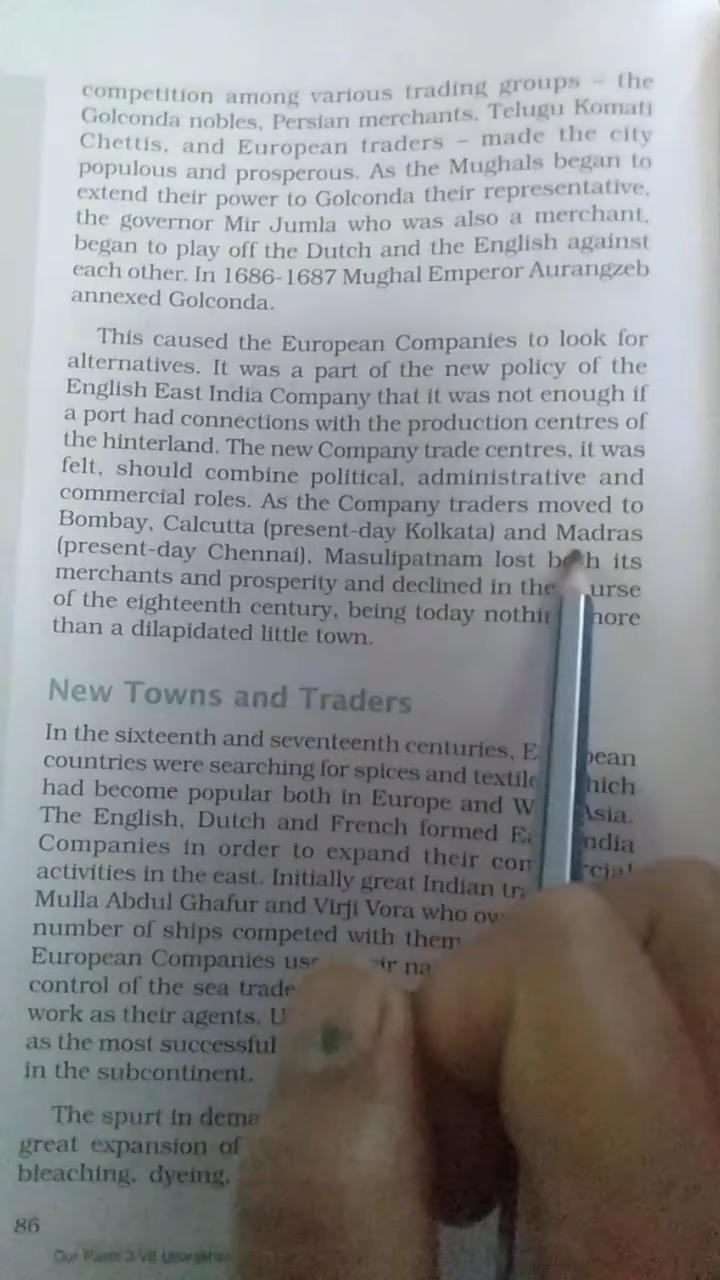 competition among various trading groups – the
Golconda nobles, Persian merchants, Telugu Komati
Chettis, and European traders – made the city
populous and prosperous. As the Mughals began to
extend their power to Golconda their representative,
the governor Mir Jumla who was also a merchant,
began to play off the Dutch and the English against
each other. In 1686-1687 Mughal Emperor Aurangzeb
annexed Golconda.
This caused the European Companies to look for
alternatives. It was a part of the new policy of the
English East India Company that it was not enough if
a port had connections with the production centres of
the hinterland. The new Company trade centres, it was
felt, should combine political, administrative and
commercial roles. As the Company traders moved to
Bombay, Calcutta (present-day Kolkata) and Madras
(present-day Chennai), Masulipatnam lost both its
merchants and prosperity and declined in the
of the eighteenth century, being today more
than a dilapidated little town.
New Towns and Traders
In the sixteenth and seventeenth centuries,
countries were searching for spices and
had become popular both in Europe and Asia.
The English, Dutch and French formed
Companies in order to expand their
activities in the east. Initially great Indian
Mulla Abdul Ghafur and Virji Vora who
number of ships competed with them
European Companies
control of the sea trade
work as their agents.
as the most successful
in the subcontinent.
The spurt in
great expansion of
bleaching, dyeing,
86